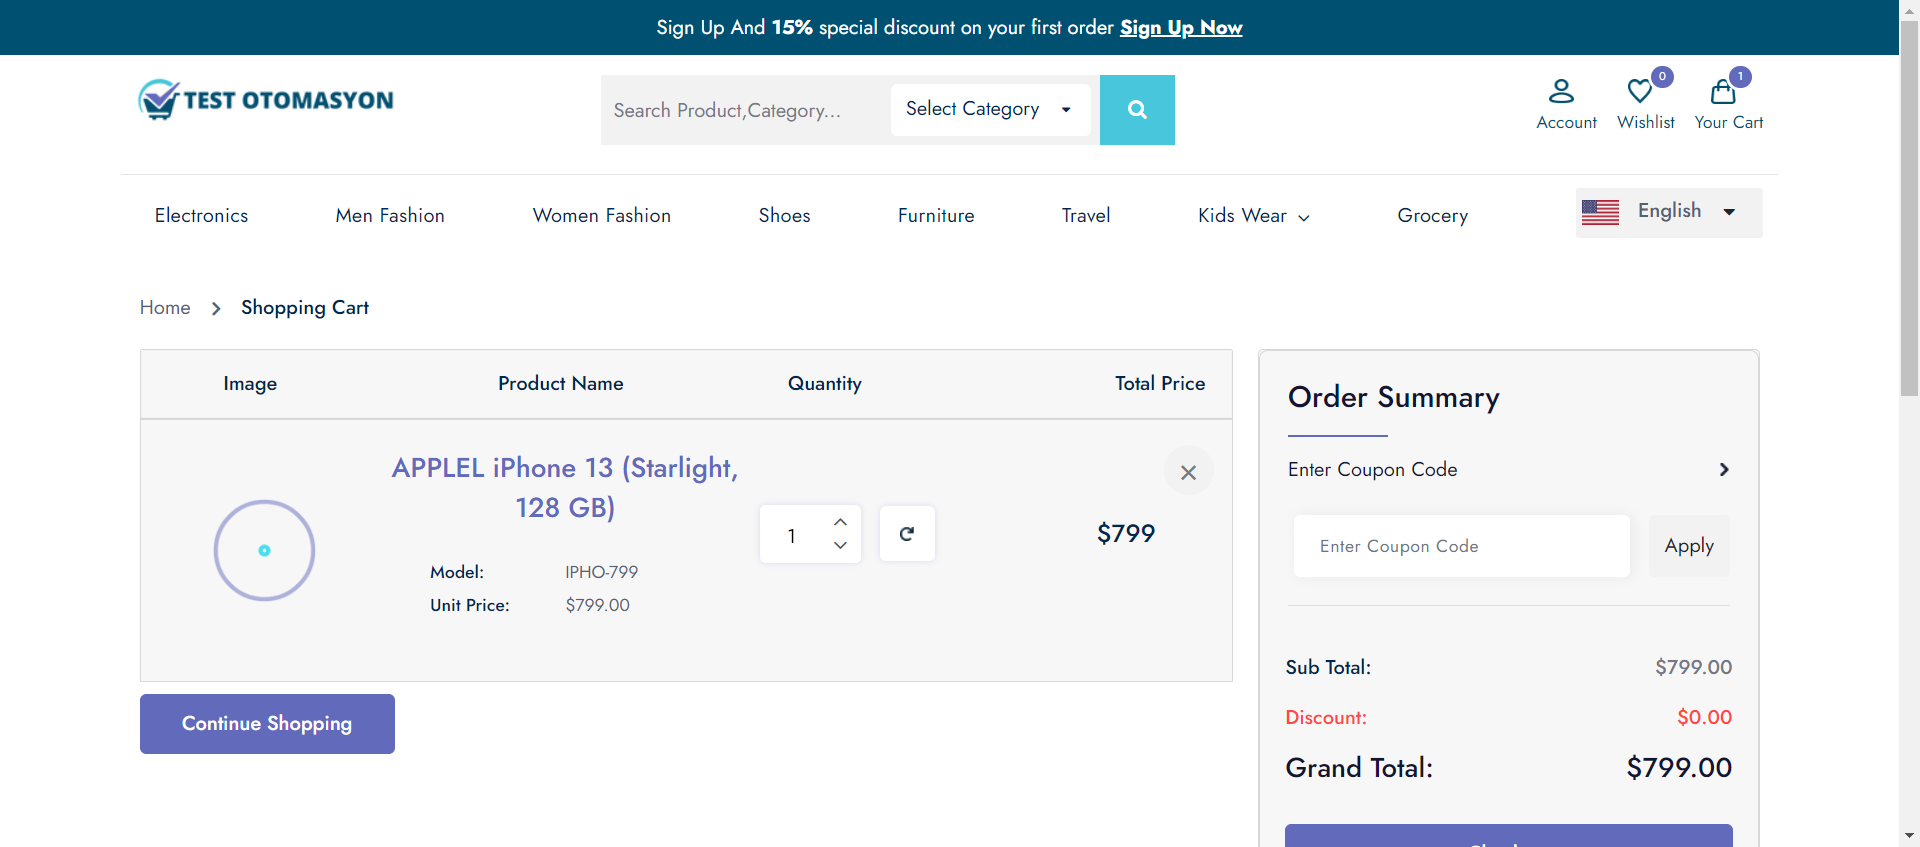 Sign Up And 15% special discount on your first order Sign Up Now
TEST OTOMASYON
Search Product,Category...
Select Category
Account
0
Wishlist
1
Your Cart
Electronics
Men Fashion
Women Fashion
Shoes
Furniture
Travel
Kids Wear
Grocery
English
Home
Shopping Cart
Image
Product Name
Quantity
Total Price
APPLEL iPhone 13 (Starlight,
128 GB)
Model: IPHO-799
Unit Price: $799.00
1
$799
Continue Shopping
Order Summary
Enter Coupon Code
Enter Coupon Code
Apply
Sub Total: $799.00
Discount: $0.00
Grand Total: $799.00